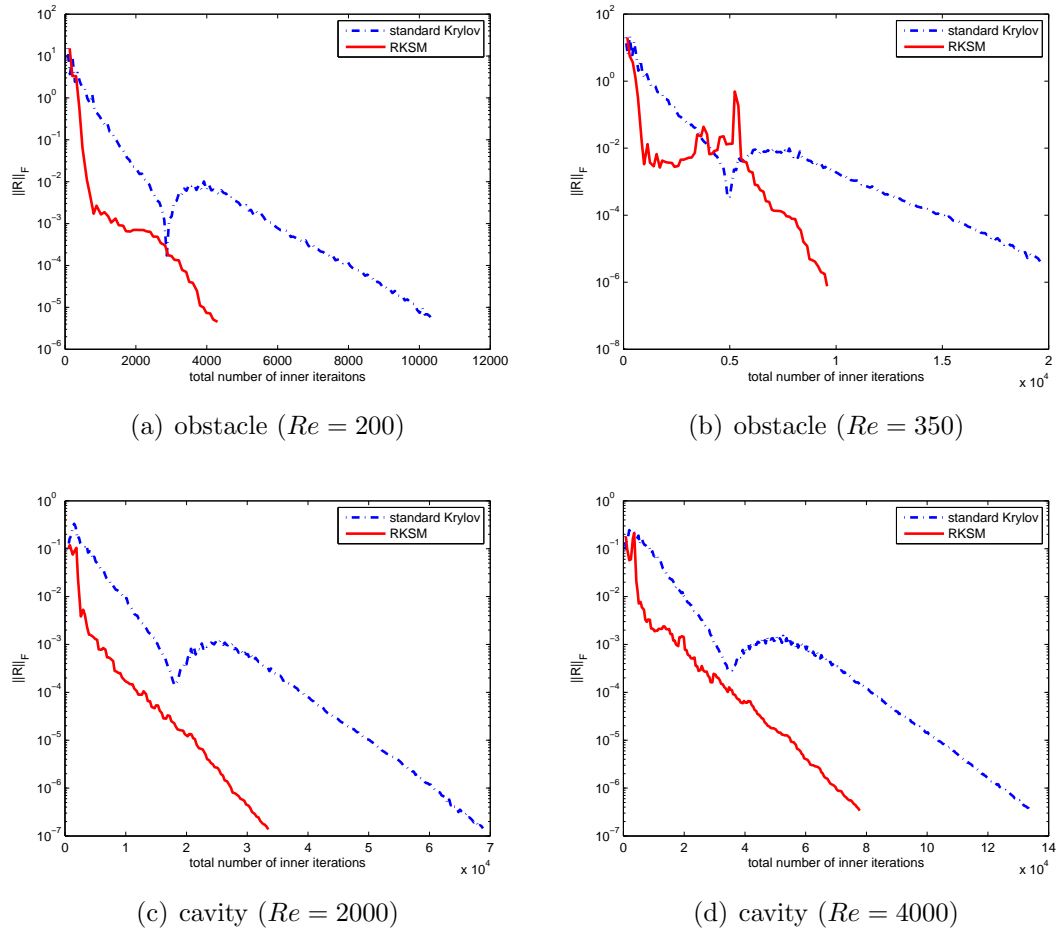 10^2
10^1
10^0
10^−1
10^−2
10^−3
10^−4
10^−5
10^−6
||R||_F
0 2000 4000 6000 8000 10000 12000
total number of inner iteraitons
standard Krylov
RKSM
(a) obstacle (Re = 200)
10^2
10^0
10^−2
10^−4
10^−6
10^−8
||R||_F
0 0.5 1 1.5 2
x 10^4
total number of inner iterations
standard Krylov
RKSM
(b) obstacle (Re = 350)
10^0
10^−1
10^−2
10^−3
10^−4
10^−5
10^−6
10^−7
||R||_F
0 1 2 3 4 5 6 7
x 10^4
total number of inner iterations
standard Krylov
RKSM
(c) cavity (Re = 2000)
10^0
10^−1
10^−2
10^−3
10^−4
10^−5
10^−6
10^−7
||R||_F
0 2 4 6 8 10 12 14
x 10^4
total number of inner iterations
standard Krylov
RKSM
(d) cavity (Re = 4000)